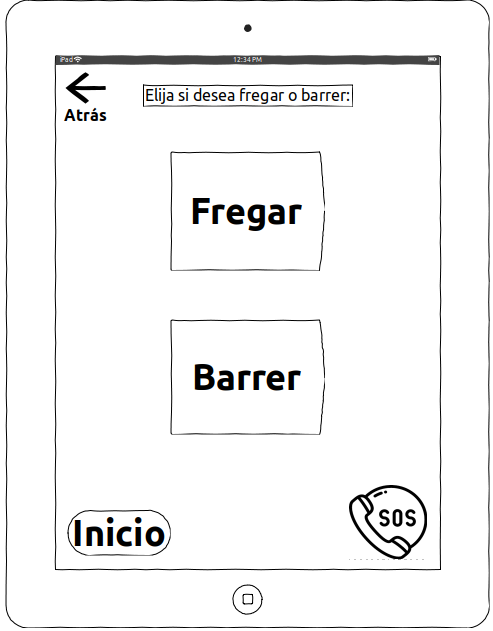 iPad 12:34 PM
Elija si desea fregar o barrer:
Atrás
Fregar
Barrer
Inicio
SOS